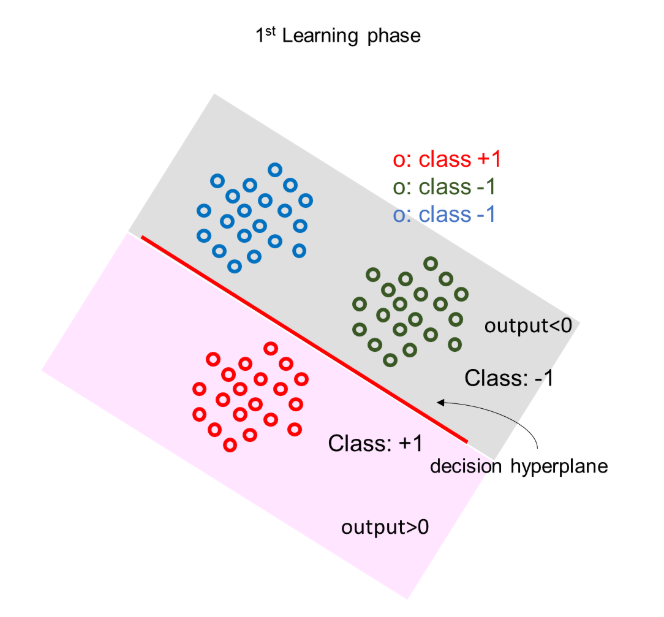 1st Learning phase
o: class +1
o: class -1
o: class -1
output<0
Class: -1
Class: +1
decision hyperplane
output>0